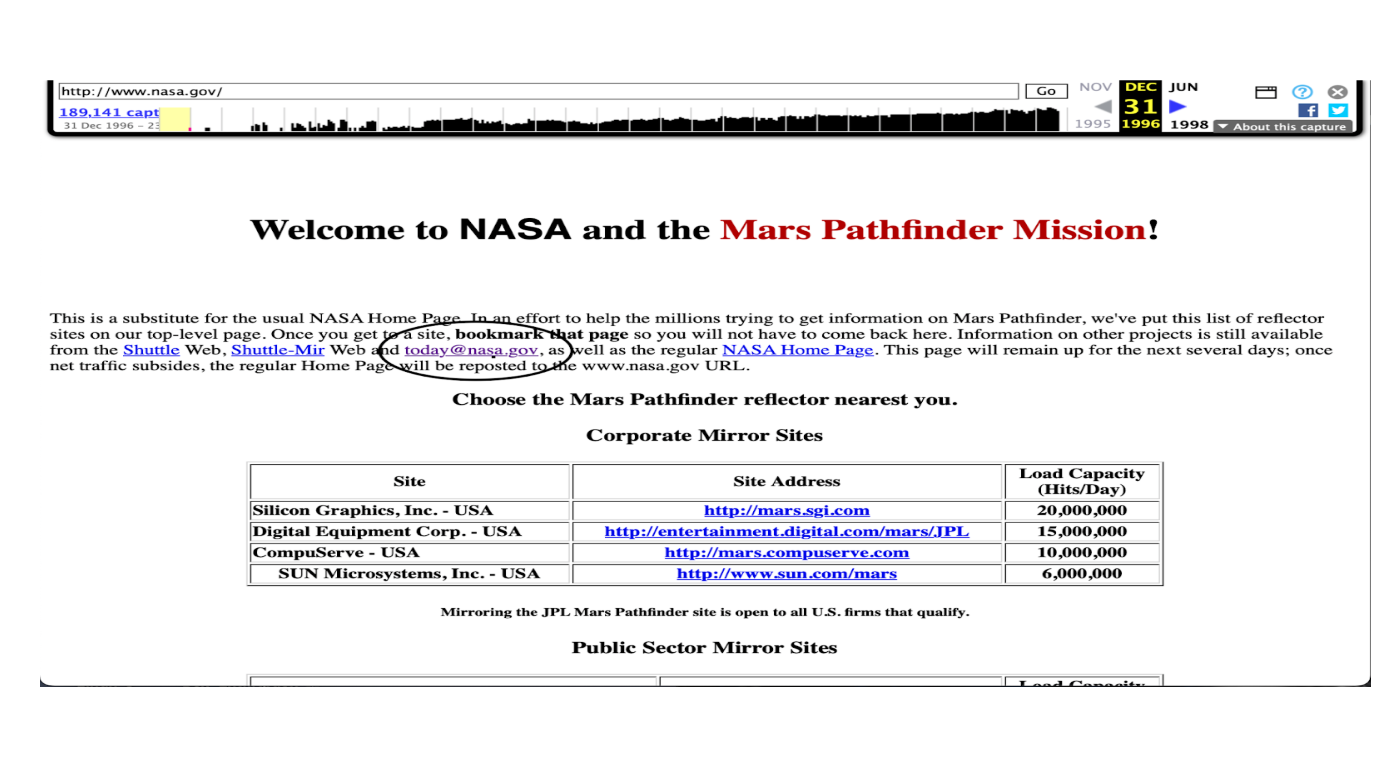 http://www.nasa.gov/ Go NOV DEC JUN
189,141 capt 31
31 Dec 1996 – 23 1995 1996 1998 About this capture
Welcome to NASA and the Mars Pathfinder Mission!
This is a substitute for the usual NASA Home Page. In an effort to help the millions trying to get information on Mars Pathfinder, we've put this list of reflector
sites on our top-level page. Once you get to a site, bookmark that page so you will not have to come back here. Information on other projects is still available
from the Shuttle Web, Shuttle-Mir Web and today@nasa.gov, as well as the regular NASA Home Page. This page will remain up for the next several days; once
net traffic subsides, the regular Home Page will be reposted to the www.nasa.gov URL.
Choose the Mars Pathfinder reflector nearest you.
Corporate Mirror Sites
Site Site Address Load Capacity
(Hits/Day)
Silicon Graphics, Inc. - USA http://mars.sgi.com 20,000,000
Digital Equipment Corp. - USA http://entertainment.digital.com/mars/JPL 15,000,000
CompuServe - USA http://mars.compuserve.com 10,000,000
SUN Microsystems, Inc. - USA http://www.sun.com/mars 6,000,000
Mirroring the JPL Mars Pathfinder site is open to all U.S. firms that qualify.
Public Sector Mirror Sites
Load Capacity